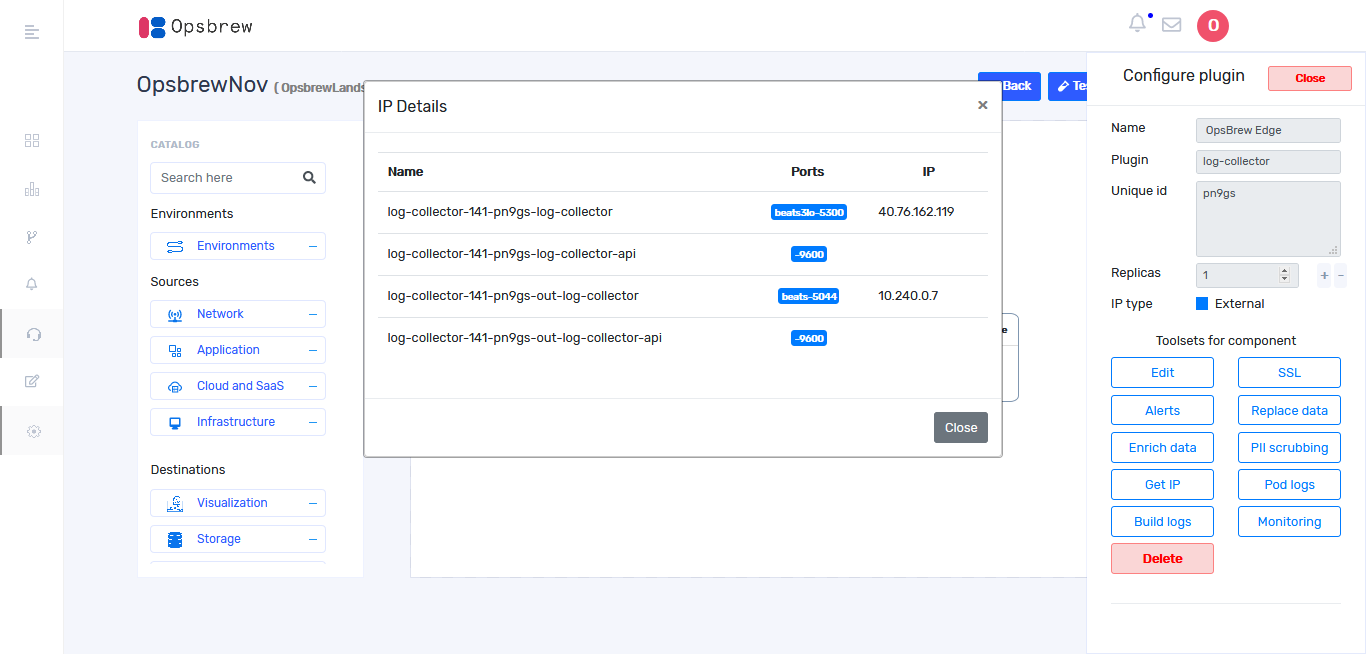 Opsbrew
O
OpsbrewNov ( OpsbrewLands
Back
Tes
CATALOG
Search here
Environments
Environments
Sources
Network
Application
Cloud and SaaS
Infrastructure
Destinations
Visualization
Storage
IP Details
×
Name Ports IP
log-collector-141-pn9gs-log-collector beats3lo-5300 40.76.162.119
log-collector-141-pn9gs-log-collector-api -9600
log-collector-141-pn9gs-out-log-collector beats-5044 10.240.0.7
log-collector-141-pn9gs-out-log-collector-api -9600
Close
e
Configure plugin Close
Name OpsBrew Edge
Plugin log-collector
Unique id pn9gs
Replicas 1 + −
IP type External
Toolsets for component
Edit SSL
Alerts Replace data
Enrich data PII scrubbing
Get IP Pod logs
Build logs Monitoring
Delete